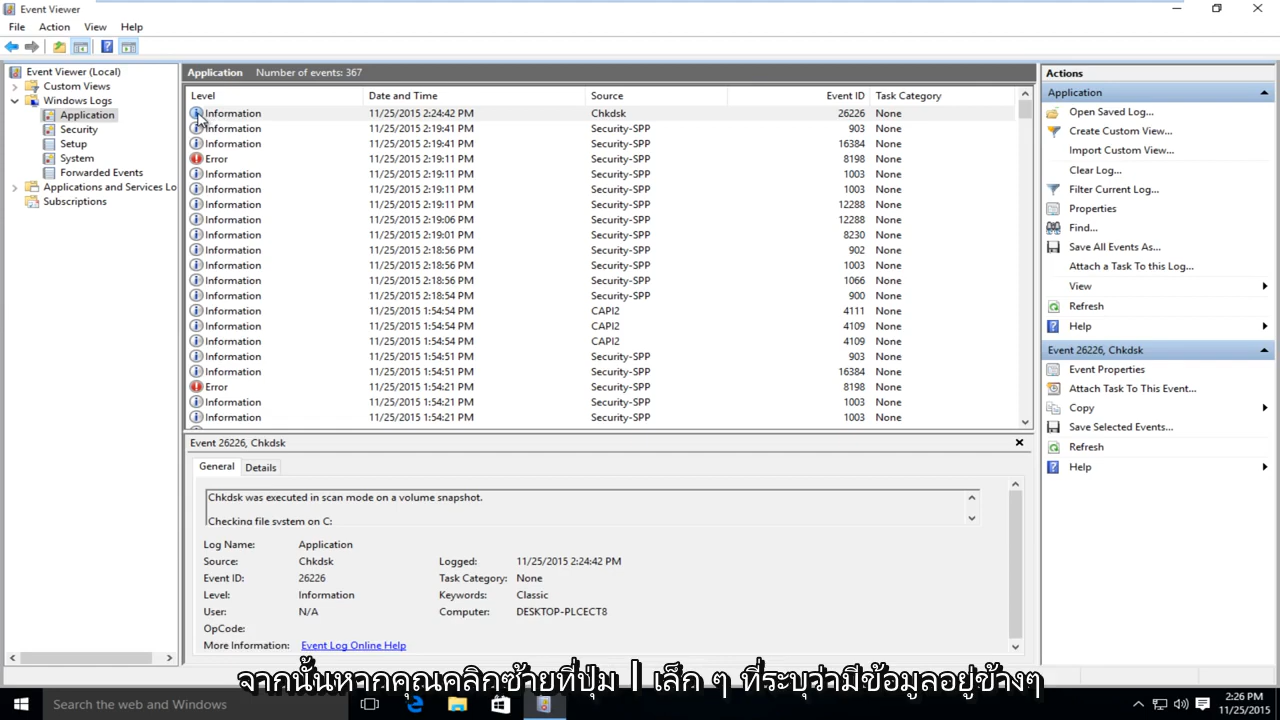 Event Viewer
File Action View Help
Event Viewer (Local)
Custom Views
Windows Logs
Application
Security
Setup
System
Forwarded Events
Applications and Services Lo
Subscriptions
Application Number of events: 367
Level Date and Time Source Event ID Task Category
Information 11/25/2015 2:24:42 PM Chkdsk 26226 None
Information 11/25/2015 2:19:41 PM Security-SPP 903 None
Information 11/25/2015 2:19:41 PM Security-SPP 16384 None
Error 11/25/2015 2:19:11 PM Security-SPP 8198 None
Information 11/25/2015 2:19:11 PM Security-SPP 1003 None
Information 11/25/2015 2:19:11 PM Security-SPP 1003 None
Information 11/25/2015 2:19:11 PM Security-SPP 12288 None
Information 11/25/2015 2:19:06 PM Security-SPP 12288 None
Information 11/25/2015 2:19:01 PM Security-SPP 8230 None
Information 11/25/2015 2:18:56 PM Security-SPP 902 None
Information 11/25/2015 2:18:56 PM Security-SPP 1003 None
Information 11/25/2015 2:18:56 PM Security-SPP 1066 None
Information 11/25/2015 2:18:54 PM Security-SPP 900 None
Information 11/25/2015 1:54:54 PM CAPI2 4111 None
Information 11/25/2015 1:54:54 PM CAPI2 4109 None
Information 11/25/2015 1:54:54 PM CAPI2 4109 None
Information 11/25/2015 1:54:51 PM Security-SPP 903 None
Information 11/25/2015 1:54:51 PM Security-SPP 16384 None
Error 11/25/2015 1:54:21 PM Security-SPP 8198 None
Information 11/25/2015 1:54:21 PM Security-SPP 1003 None
Information 11/25/2015 1:54:21 PM Security-SPP 1003 None
Event 26226, Chkdsk
General Details
Chkdsk was executed in scan mode on a volume snapshot.
Checking file system on C:
Log Name: Application
Source: Chkdsk Logged: 11/25/2015 2:24:42 PM
Event ID: 26226 Task Category: None
Level: Information Keywords: Classic
User: N/A Computer: DESKTOP-PLCECT8
OpCode:
More Information: Event Log Online Help
Actions
Application
Open Saved Log...
Create Custom View...
Import Custom View...
Clear Log...
Filter Current Log...
Properties
Find...
Save All Events As...
Attach a Task To this Log...
View
Refresh
Help
Event 26226, Chkdsk
Event Properties
Attach Task To This Event...
Copy
Save Selected Events...
Refresh
Help
จากนั้นหากคุณคลิกซ้ายที่ปุ่ม I เล็ก ๆ ที่ระบุว่ามีข้อมูลอยู่ข้างๆ
Search the web and Windows
2:26 PM
11/25/2015